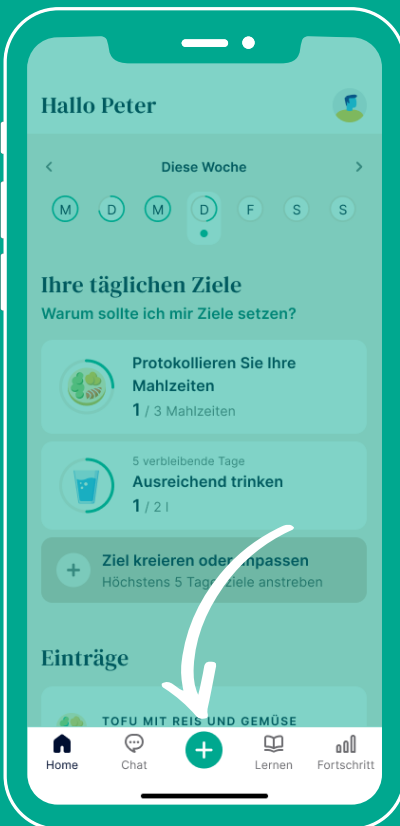 Hallo Peter
Diese Woche
M D M D F S S
Ihre täglichen Ziele
Warum sollte ich mir Ziele setzen?
Protokollieren Sie Ihre
Mahlzeiten
1 / 3 Mahlzeiten
5 verbleibende Tage
Ausreichend trinken
1 / 2 l
Ziel kreieren oder anpassen
Höchstens 5 Tagesziele anstreben
Einträge
TOFU MIT REIS UND GEMÜSE
Home Chat Lernen Fortschritt